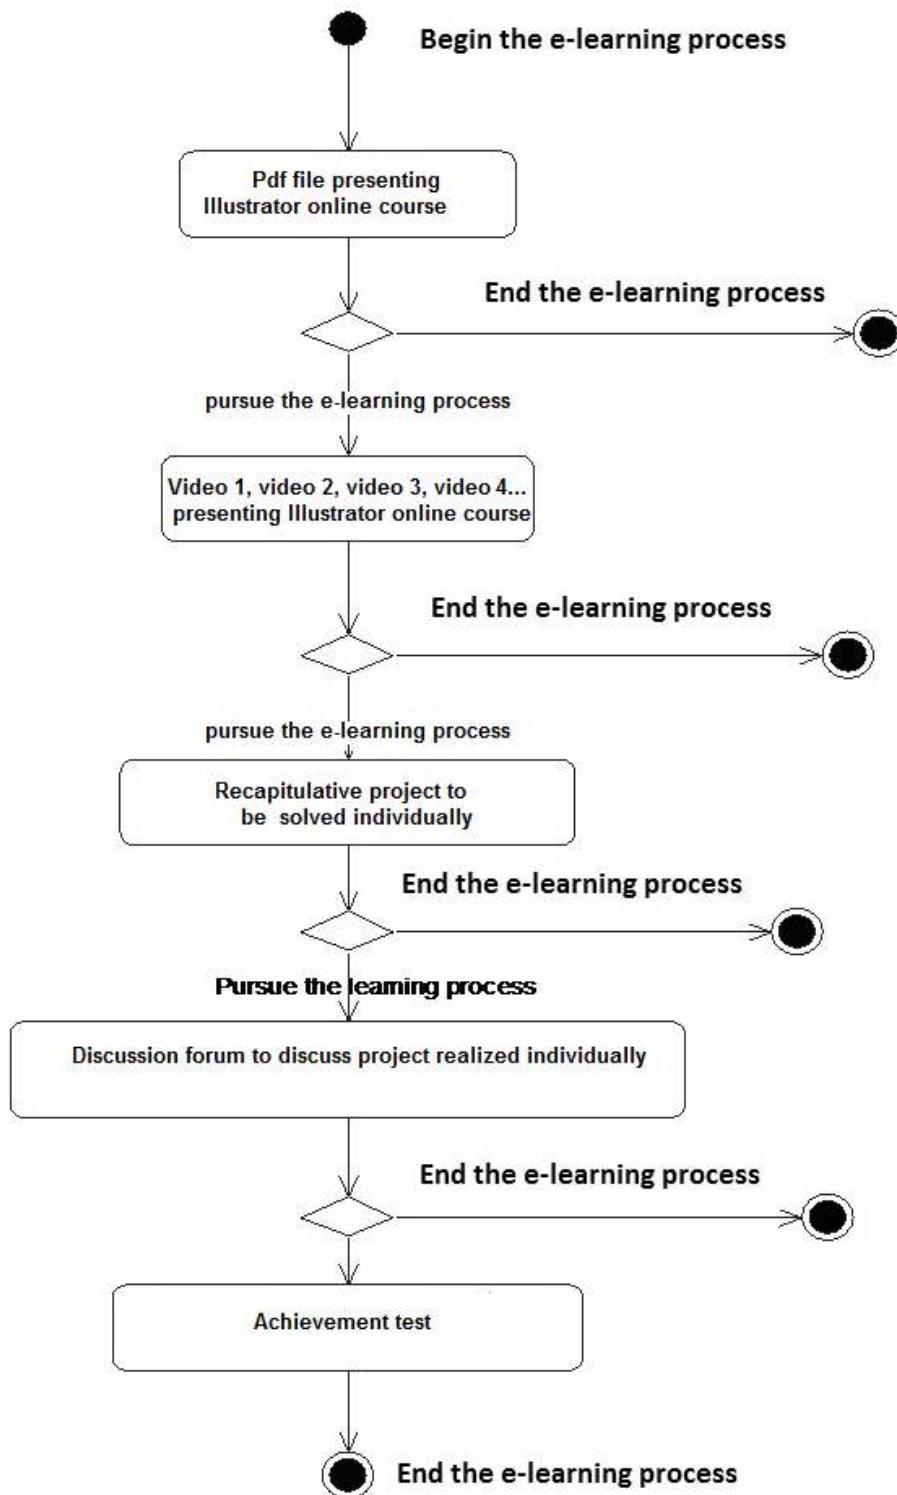 Begin the e-learning process
Pdf file presenting
Illustrator online course
End the e-learning process
pursue the e-learning process
Video 1, video 2, video 3, video 4...
presenting Illustrator online course
End the e-learning process
pursue the e-learning process
Recapitulative project to
be solved individually
End the e-learning process
Pursue the learning process
Discussion forum to discuss project realized individually
End the e-learning process
Achievement test
End the e-learning process